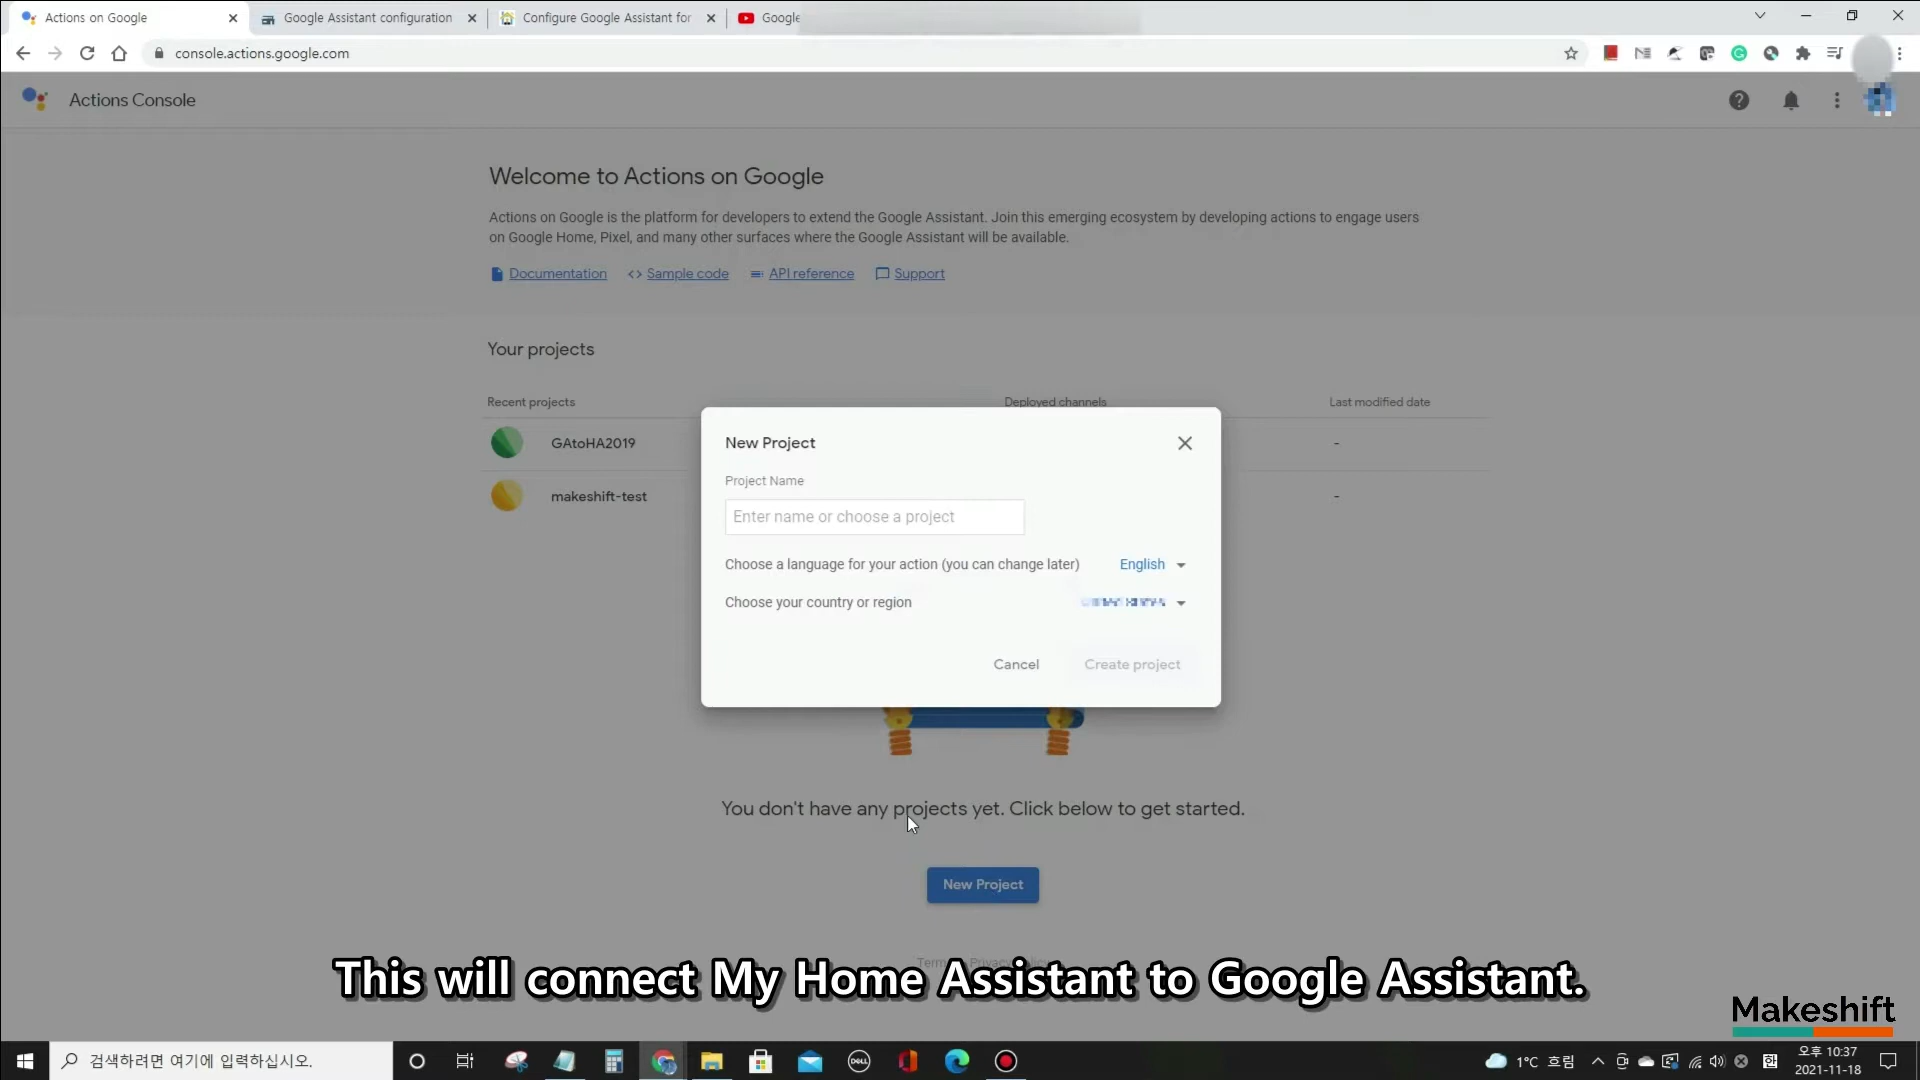 Actions on Google
Google Assistant configuration
Configure Google Assistant for
Google
console.actions.google.com
Actions Console
Welcome to Actions on Google
Actions on Google is the platform for developers to extend the Google Assistant. Join this emerging ecosystem by developing actions to engage users
on Google Home, Pixel, and many other surfaces where the Google Assistant will be available.
Documentation
<> Sample code
API reference
Support
Your projects
Recent projects
Deployed channels
Last modified date
GAtoHA2019
-
makeshift-test
-
New Project
Project Name
Enter name or choose a project
Choose a language for your action (you can change later)
English
Choose your country or region
Cancel
Create project
You don't have any projects yet. Click below to get started.
New Project
This will connect My Home Assistant to Google Assistant.
Makeshift
검색하려면 여기에 입력하십시오.
DELL
1°C 흐림
한
오후 10:37
2021-11-18